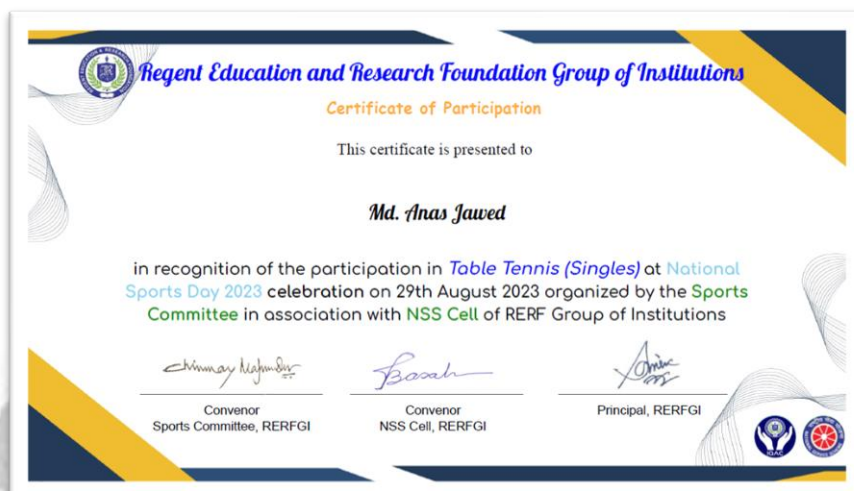 Regent Education and Research Foundation Group of Institutions
Certificate of Participation
This certificate is presented to
Md. Anas Jawed
in recognition of the participation in Table Tennis (Singles) at National
Sports Day 2023 celebration on 29th August 2023 organized by the Sports
Committee in association with NSS Cell of RERF Group of Institutions
Convenor
Sports Committee, RERFGI
Convenor
NSS Cell, RERFGI
Principal, RERFGI
IQAC